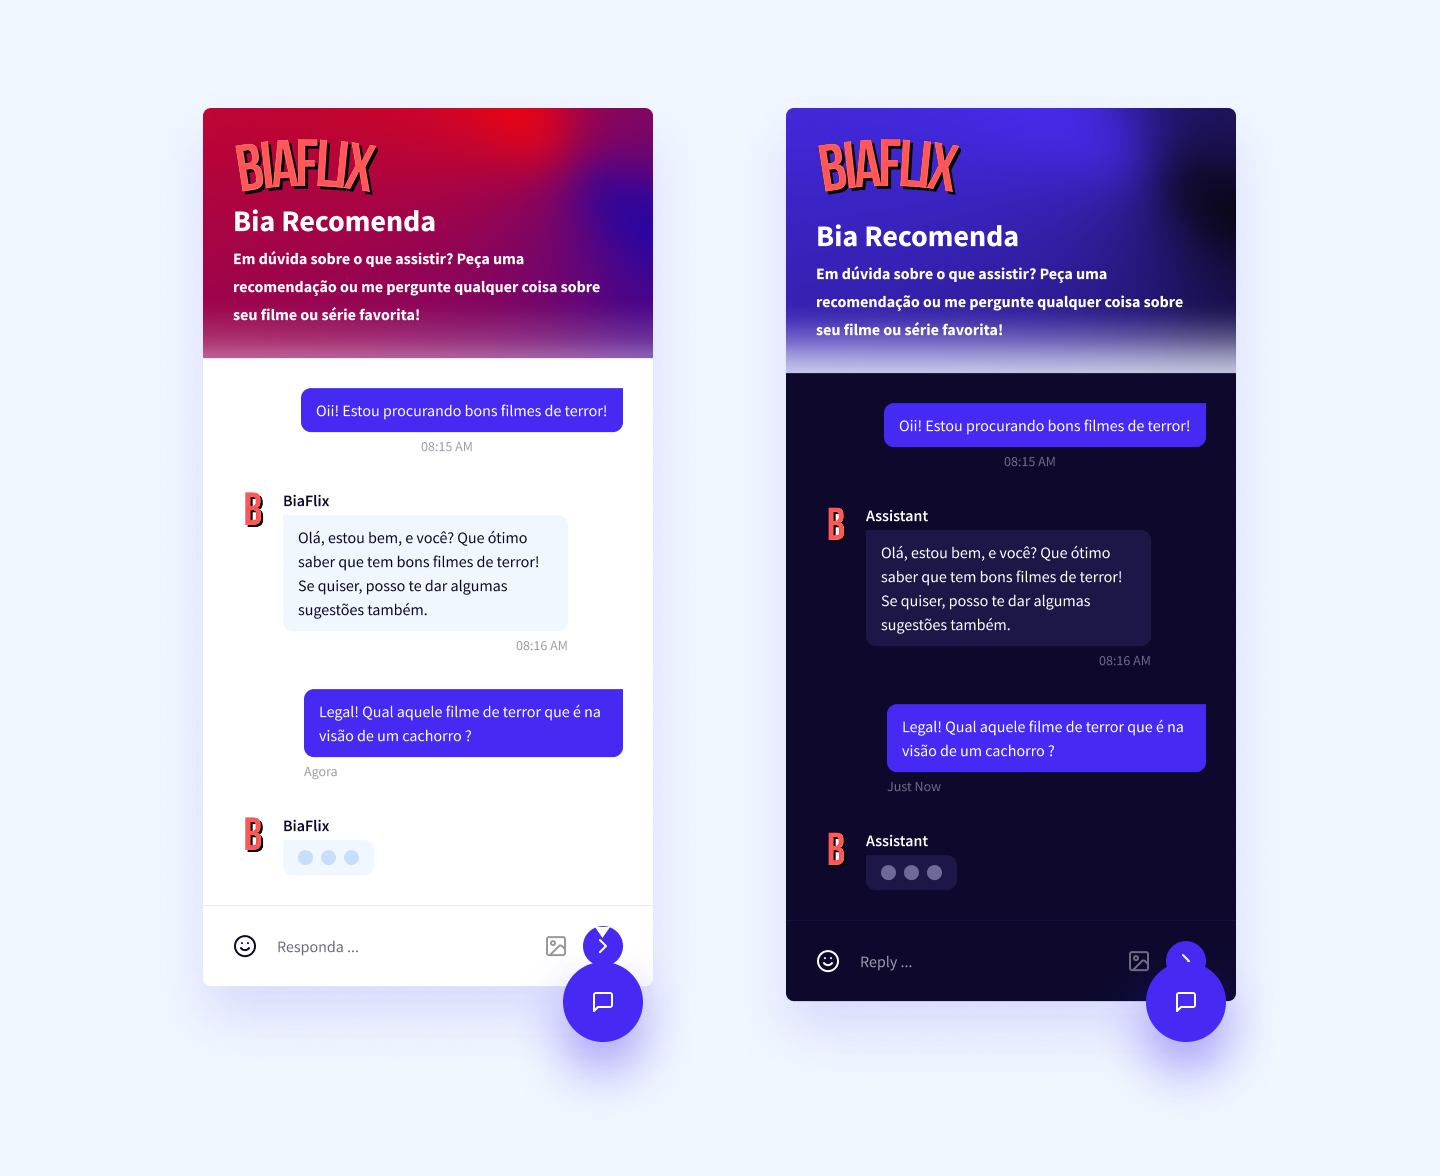 BIAFLIX
Bia Recomenda
Em dúvida sobre o que assistir? Peça uma
recomendação ou me pergunte qualquer coisa sobre
seu filme ou série favorita!
Oii! Estou procurando bons filmes de terror!
08:15 AM
B
BiaFlix
Olá, estou bem, e você? Que ótimo
saber que tem bons filmes de terror!
Se quiser, posso te dar algumas
sugestões também.
08:16 AM
Legal! Qual aquele filme de terror que é na
visão de um cachorro ?
Agora
B
BiaFlix
Responda ...
BIAFLIX
Bia Recomenda
Em dúvida sobre o que assistir? Peça uma
recomendação ou me pergunte qualquer coisa sobre
seu filme ou série favorita!
Oii! Estou procurando bons filmes de terror!
08:15 AM
B
Assistant
Olá, estou bem, e você? Que ótimo
saber que tem bons filmes de terror!
Se quiser, posso te dar algumas
sugestões também.
08:16 AM
Legal! Qual aquele filme de terror que é na
visão de um cachorro ?
Just Now
B
Assistant
Reply ...